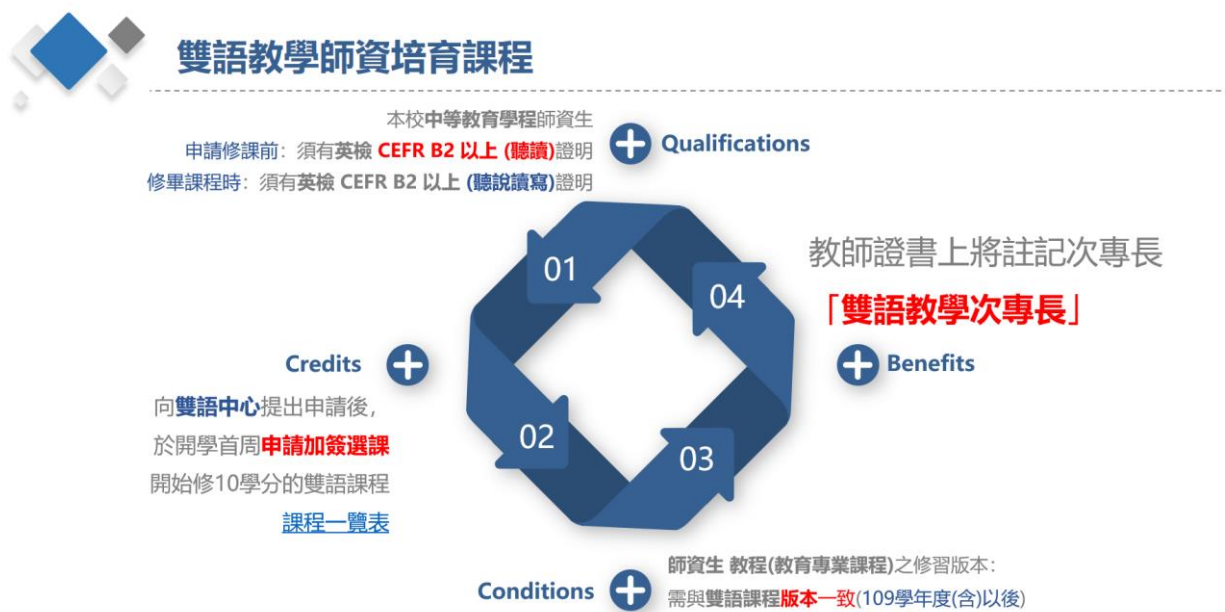 雙語教學師資培育課程
本校中等教育學程師資生
申請修課前：須有英檢 CEFR B2 以上 (聽讀)證明
修畢課程時：須有英檢 CEFR B2 以上 (聽說讀寫)證明
Qualifications
01
04
教師證書上將註記次專長
「雙語教學次專長」
Benefits
Credits
向雙語中心提出申請後，
於開學首周申請加簽選課
開始修10學分的雙語課程
課程一覽表
02
03
Conditions
師資生 教程(教育專業課程)之修習版本：
需與雙語課程版本一致(109學年度(含)以後)